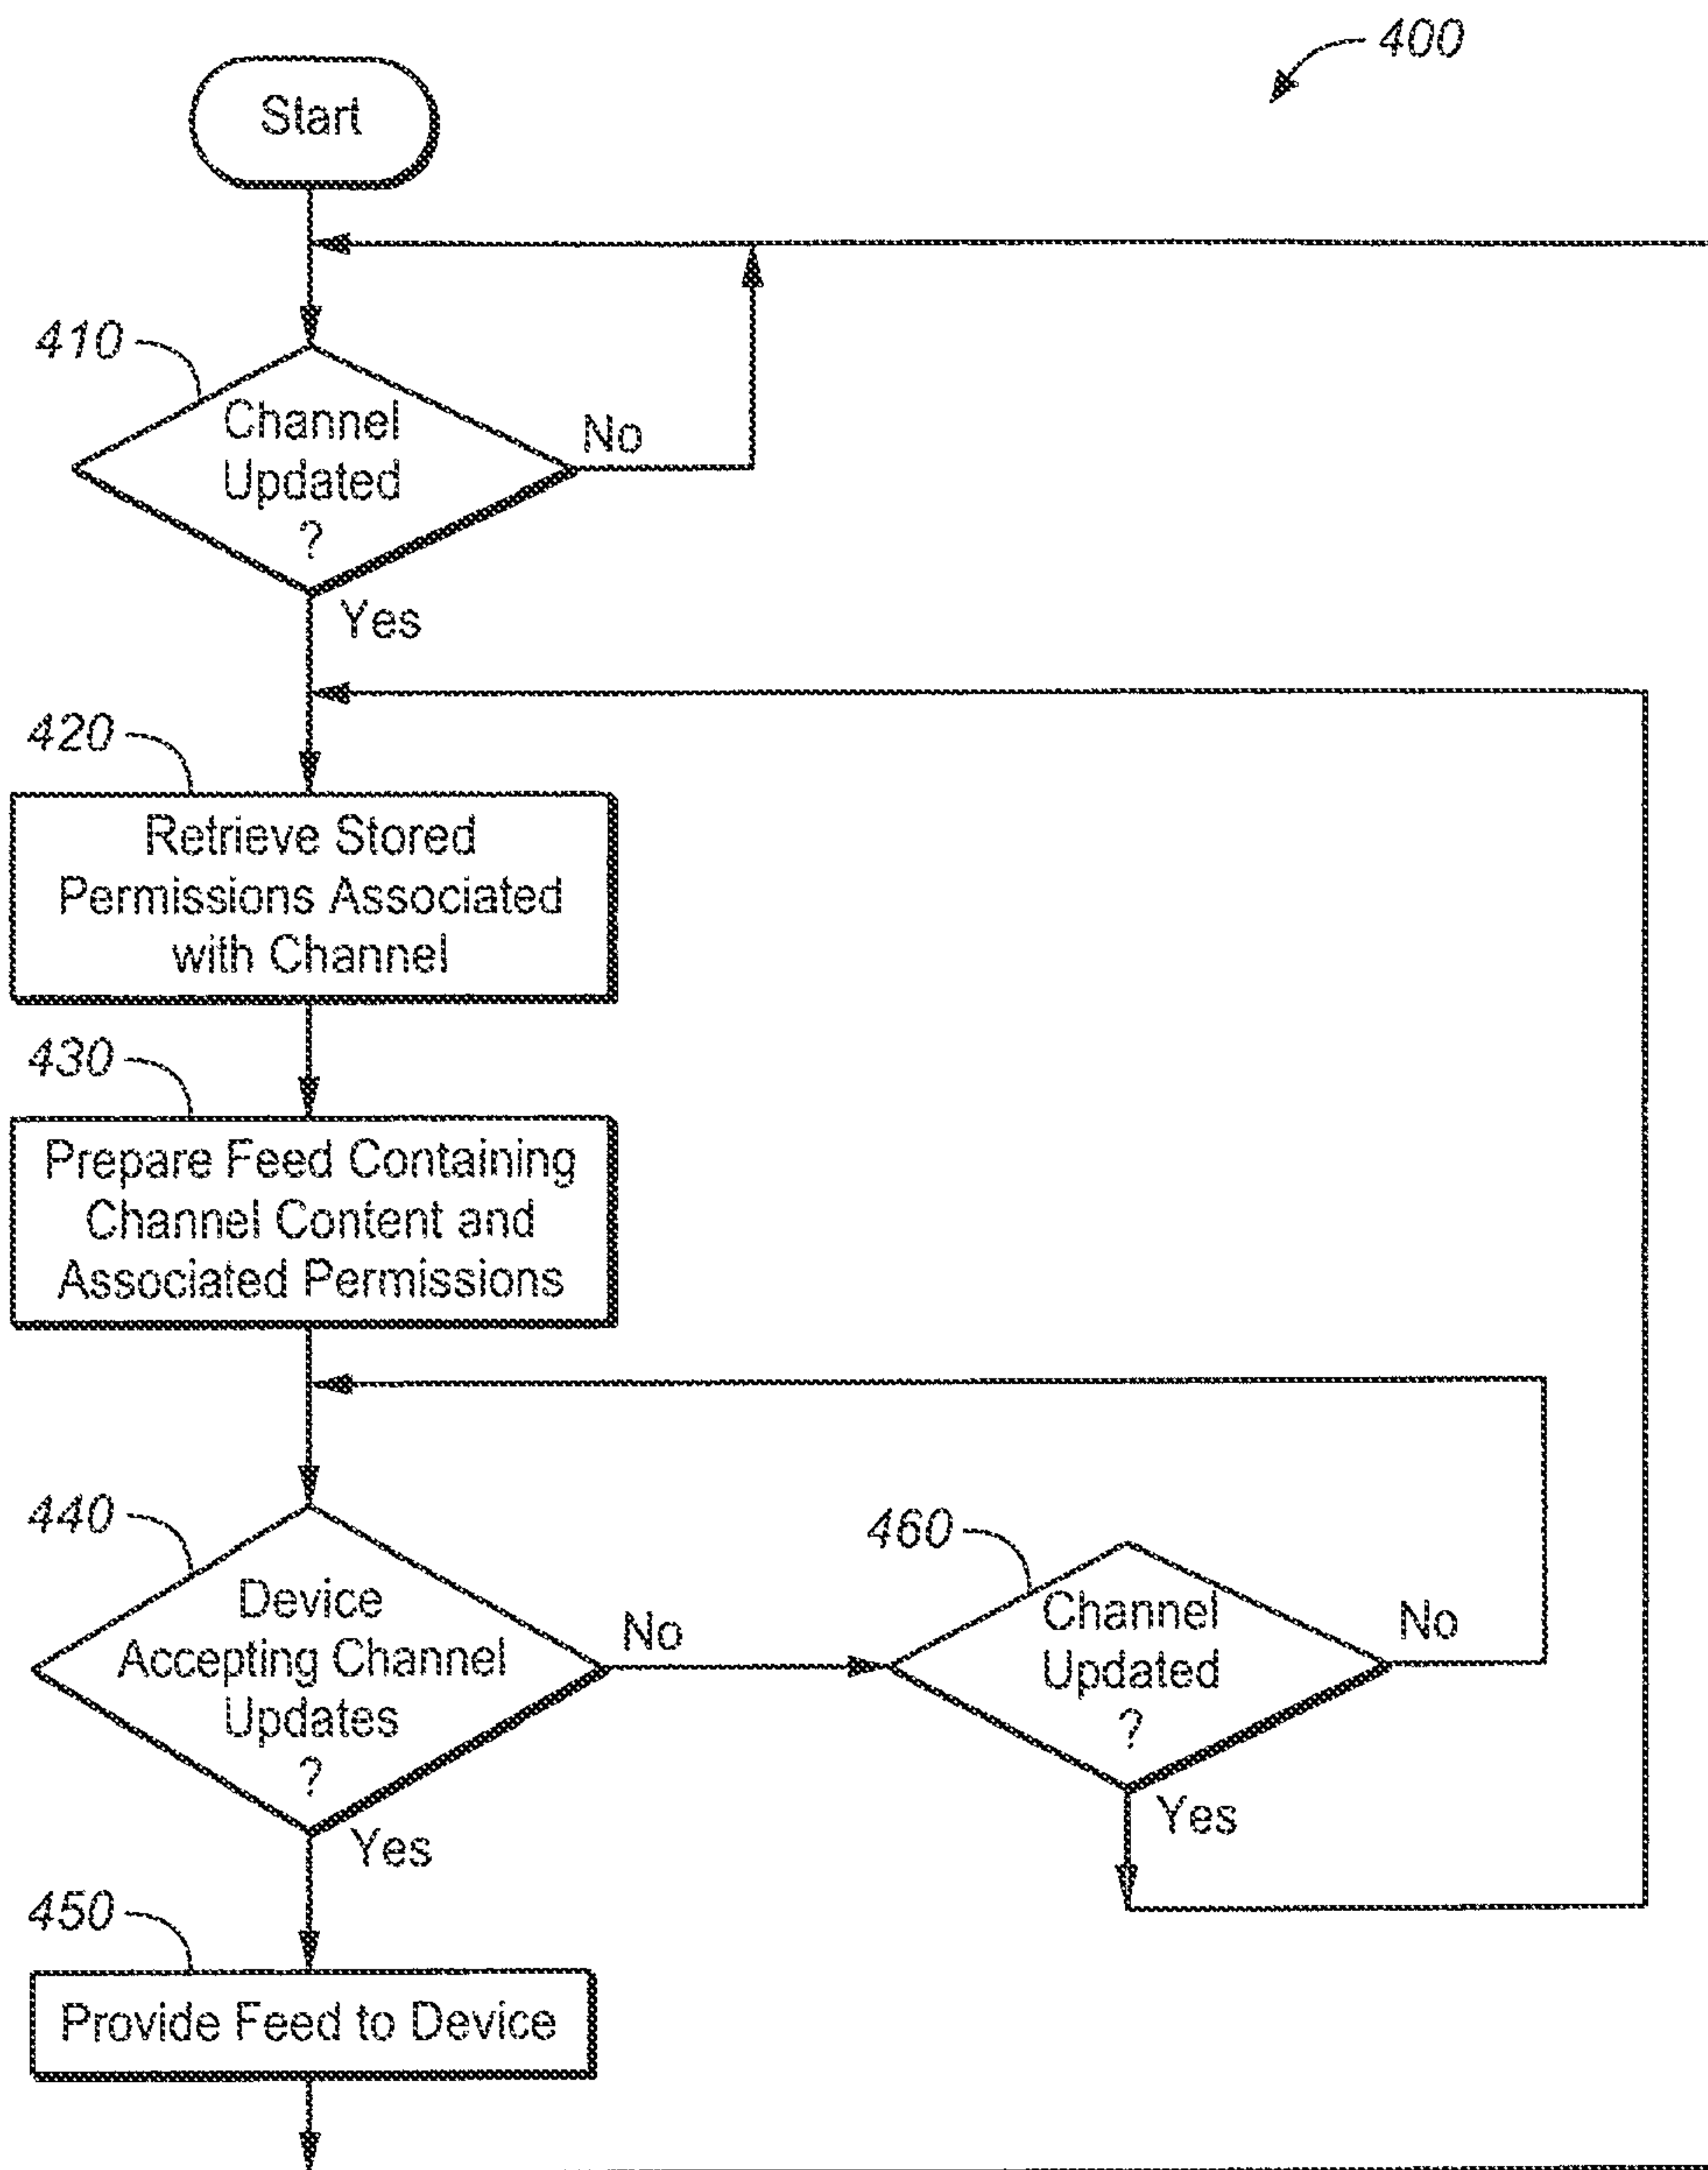 400
Start
410
Channel
Updated
?
No
Yes
420
Retrieve Stored
Permissions Associated
with Channel
430
Prepare Feed Containing
Channel Content and
Associated Permissions
440
Device
Accepting Channel
Updates
?
No
Yes
460
Channel
Updated
?
No
Yes
450
Provide Feed to Device